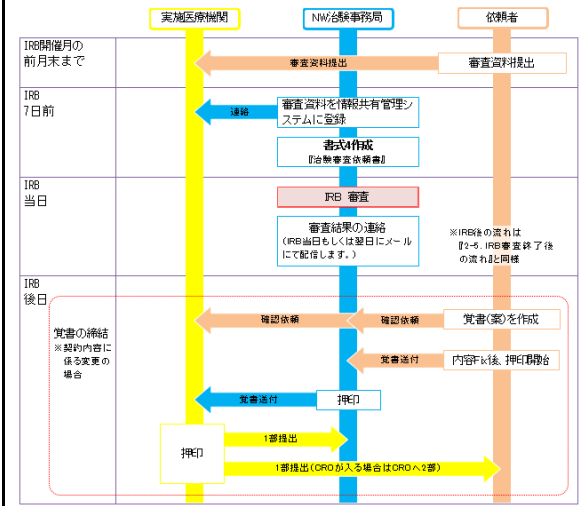 実施医療機関
NW治験事務局
依頼者
IRB開催月の
前月末まで
審査資料提出
審査資料提出
IRB
7日前
連絡
審査資料を情報共有管理シ
ステムに登録
書式4作成
『治験審査依頼書』
IRB
当日
IRB 審査
審査結果の連絡
(IRB当日もしくは翌日にメール
にて配信します。)
※IRB後の流れは
『2-5. IRB審査終了後
の流れ』と同様
IRB
後日
覚書の締結
※契約内容に
係る変更の
場合
確認依頼
確認依頼
覚書(案)を作成
覚書送付
内容Fix後、押印開始
覚書送付
押印
押印
1部提出
1部提出(CROが入る場合はCROへ2部)